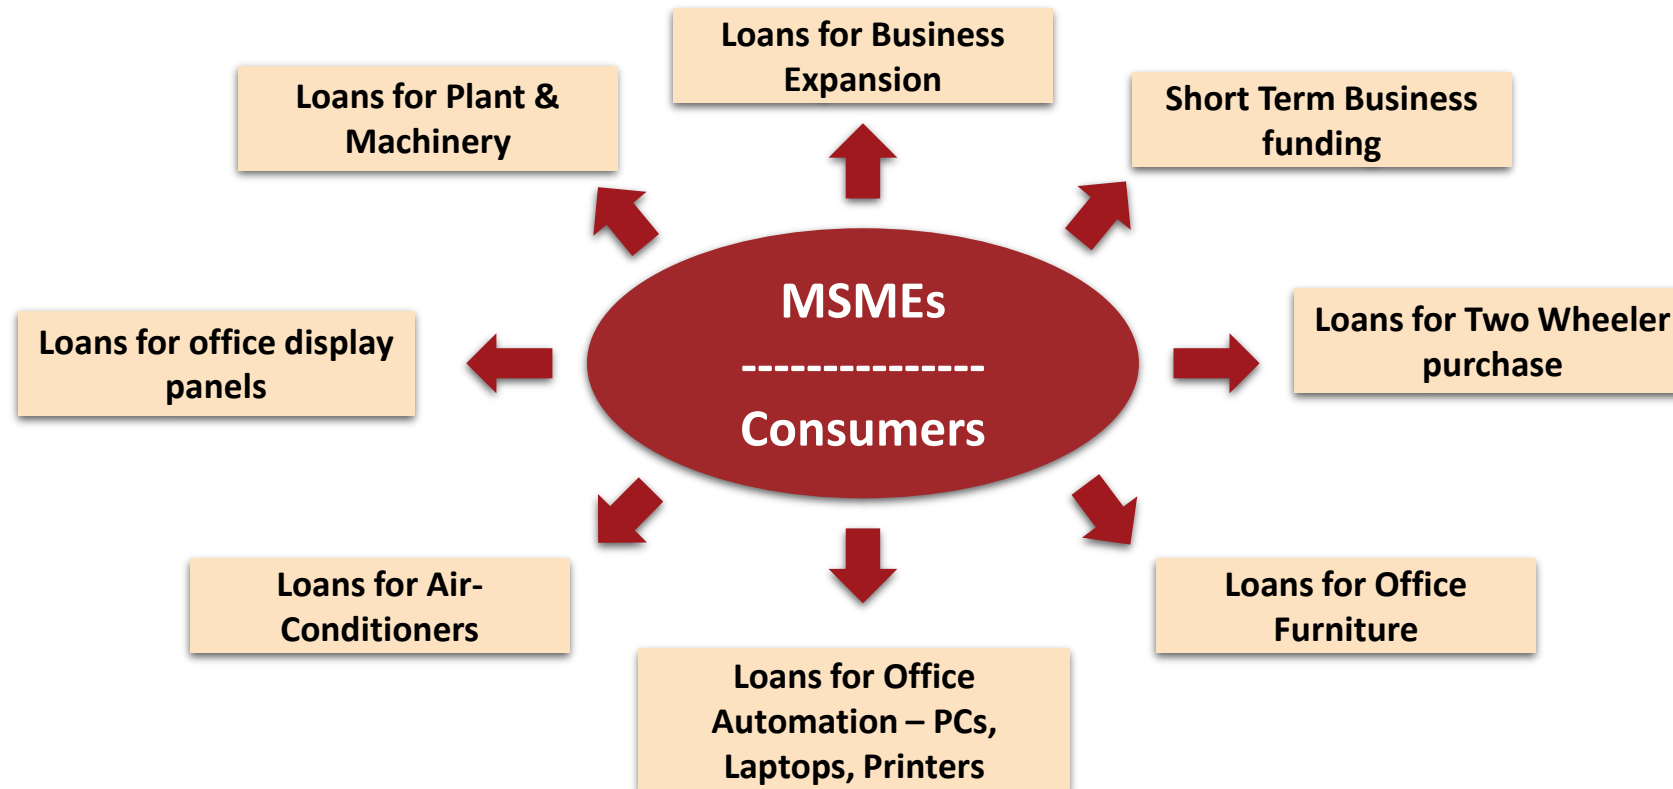 Loans for Business
Expansion
Loans for Plant &
Machinery
Short Term Business
funding
MSMEs
---------------
Consumers
Loans for office display
panels
Loans for Two Wheeler
purchase
Loans for Air-
Conditioners
Loans for Office
Furniture
Loans for Office
Automation – PCs,
Laptops, Printers